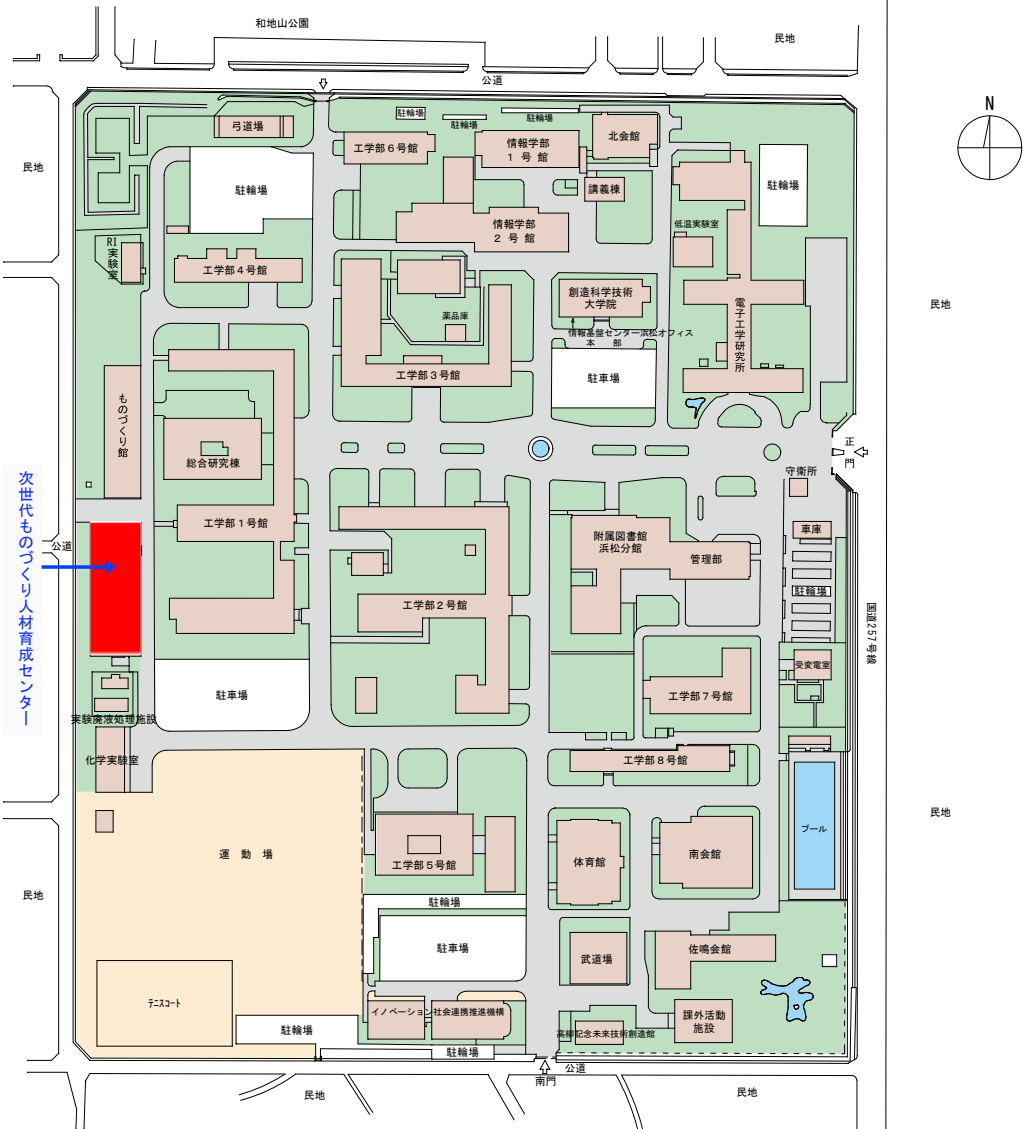 和地山公園
民地
公道
N
駐輪場
駐輪場
駐輪場
弓道場
工学部6号館
情報学部
1号館
北会館
民地
駐輪場
講義棟
駐輪場
情報学部
2号館
低温実験室
RI実験室
工学部4号館
創造科学技術
大学院
民地
薬品庫
情報基盤センター浜松オフィス
本部
電子工学研究所
工学部3号館
駐車場
ものづくり館
正門
総合研究棟
守衛所
次世代ものづくり人材育成センター
工学部1号館
車庫
附属図書館
浜松分館
公道
管理部
駐輪場
工学部2号館
国道257号線
受変電室
駐車場
工学部7号館
実験廃液処理施設
化学実験室
工学部8号館
民地
プール
運動場
体育館
南会館
工学部5号館
民地
駐輪場
駐車場
武道場
佐鳴会館
テニスコート
イノベーション社会連携推進機構
課外活動
施設
駐輪場
高柳記念未来技術創造館
駐輪場
公道
南門
民地
民地